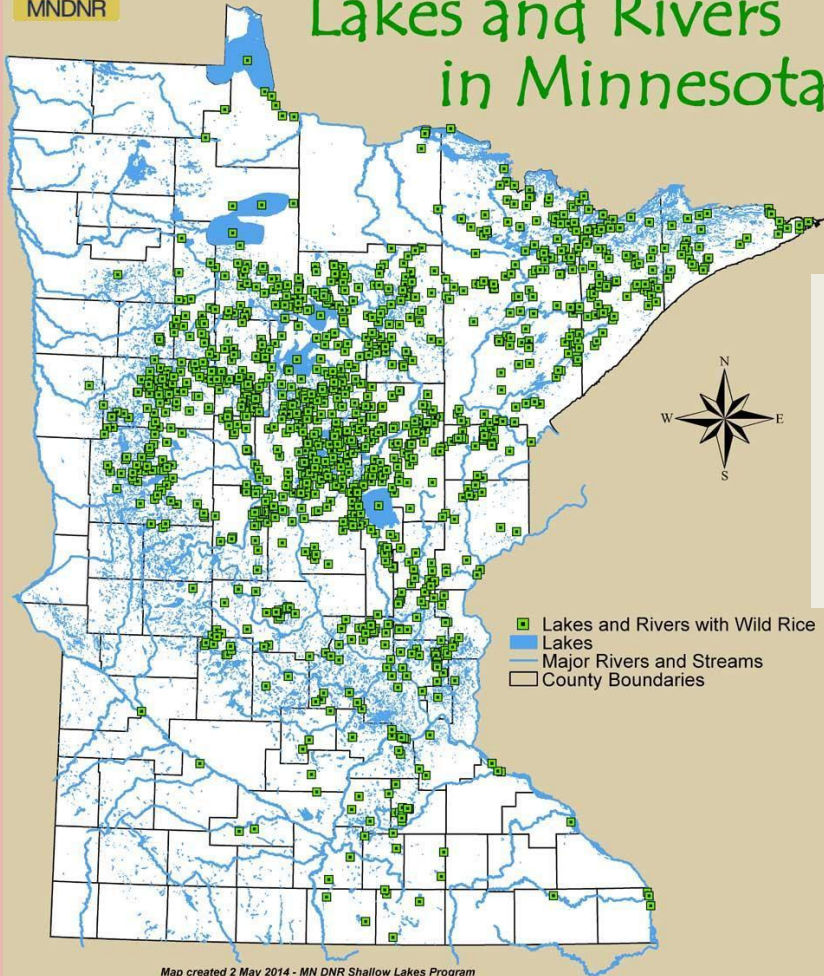 MNDNR
Lakes and Rivers
in Minnesota
N
W
E
S
Lakes and Rivers with Wild Rice
Lakes
Major Rivers and Streams
County Boundaries
Map created 2 May 2014 - MN DNR Shallow Lakes Program